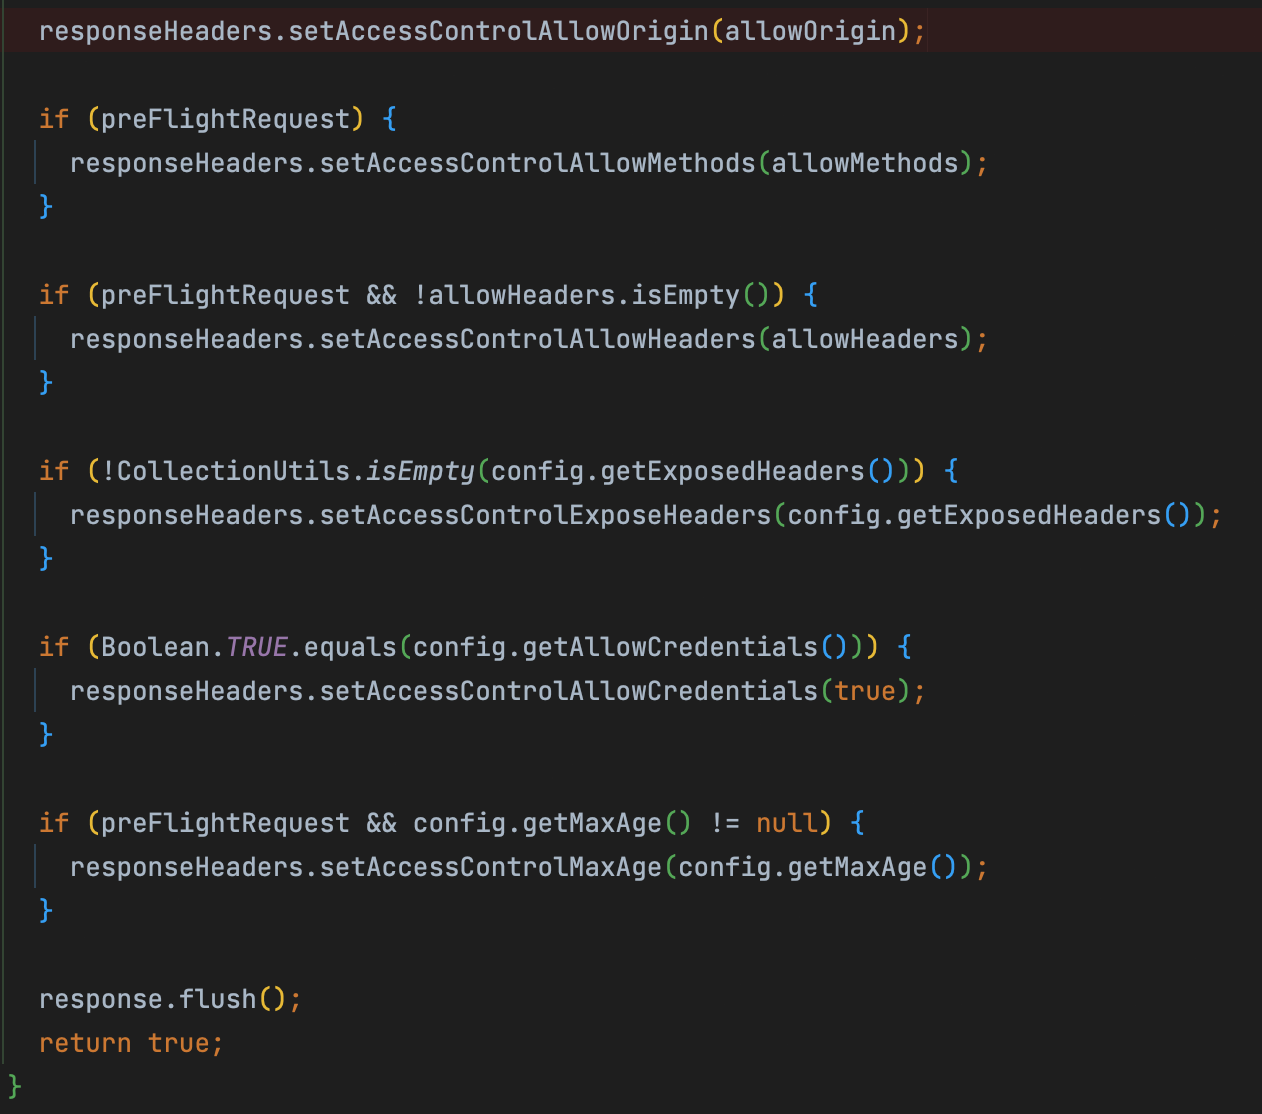 responseHeaders.setAccessControlAllowOrigin(allowOrigin);
if (preFlightRequest) {
responseHeaders.setAccessControlAllowMethods(allowMethods);
}
if (preFlightRequest && !allowHeaders.isEmpty()) {
responseHeaders.setAccessControlAllowHeaders(allowHeaders);
}
if (!CollectionUtils.isEmpty(config.getExposedHeaders())) {
responseHeaders.setAccessControlExposeHeaders(config.getExposedHeaders());
}
if (Boolean.TRUE.equals(config.getAllowCredentials())) {
responseHeaders.setAccessControlAllowCredentials(true);
}
if (preFlightRequest && config.getMaxAge() != null) {
responseHeaders.setAccessControlMaxAge(config.getMaxAge());
}
response.flush();
return true;
}